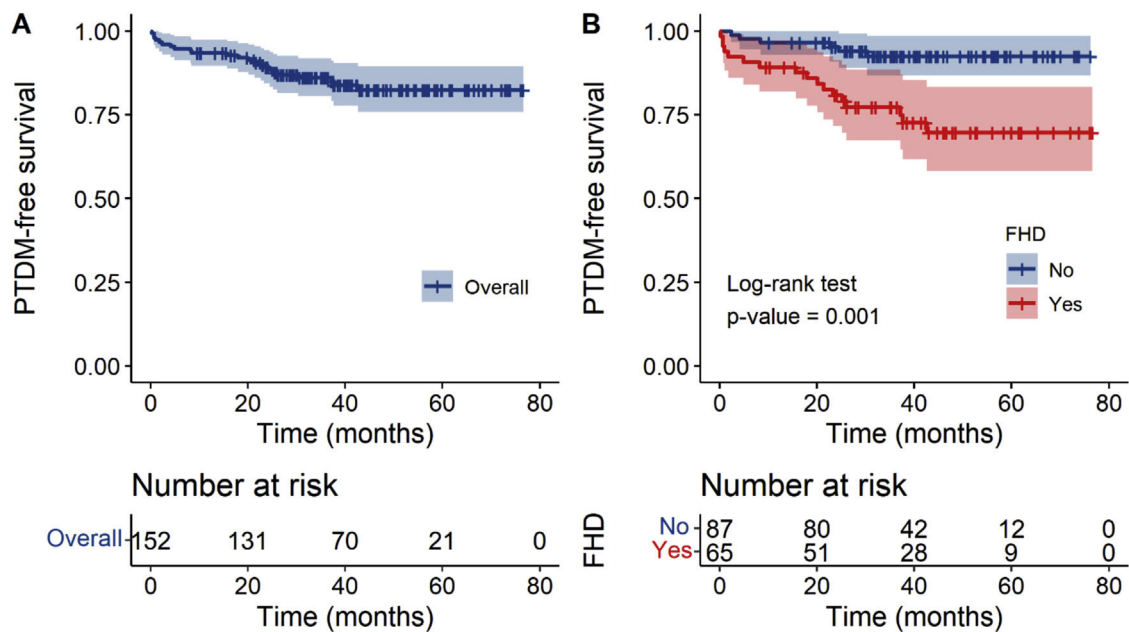 A
PTDM-free survival
1.00
0.75
0.50
0.25
0.00
Overall
0 20 40 60 80
Time (months)
Number at risk
Overall 152 131 70 21 0
0 20 40 60 80
Time (months)
B
PTDM-free survival
1.00
0.75
0.50
0.25
0.00
FHD
No
Yes
Log-rank test
p-value = 0.001
0 20 40 60 80
Time (months)
Number at risk
FHD
No 87 80 42 12 0
Yes 65 51 28 9 0
0 20 40 60 80
Time (months)